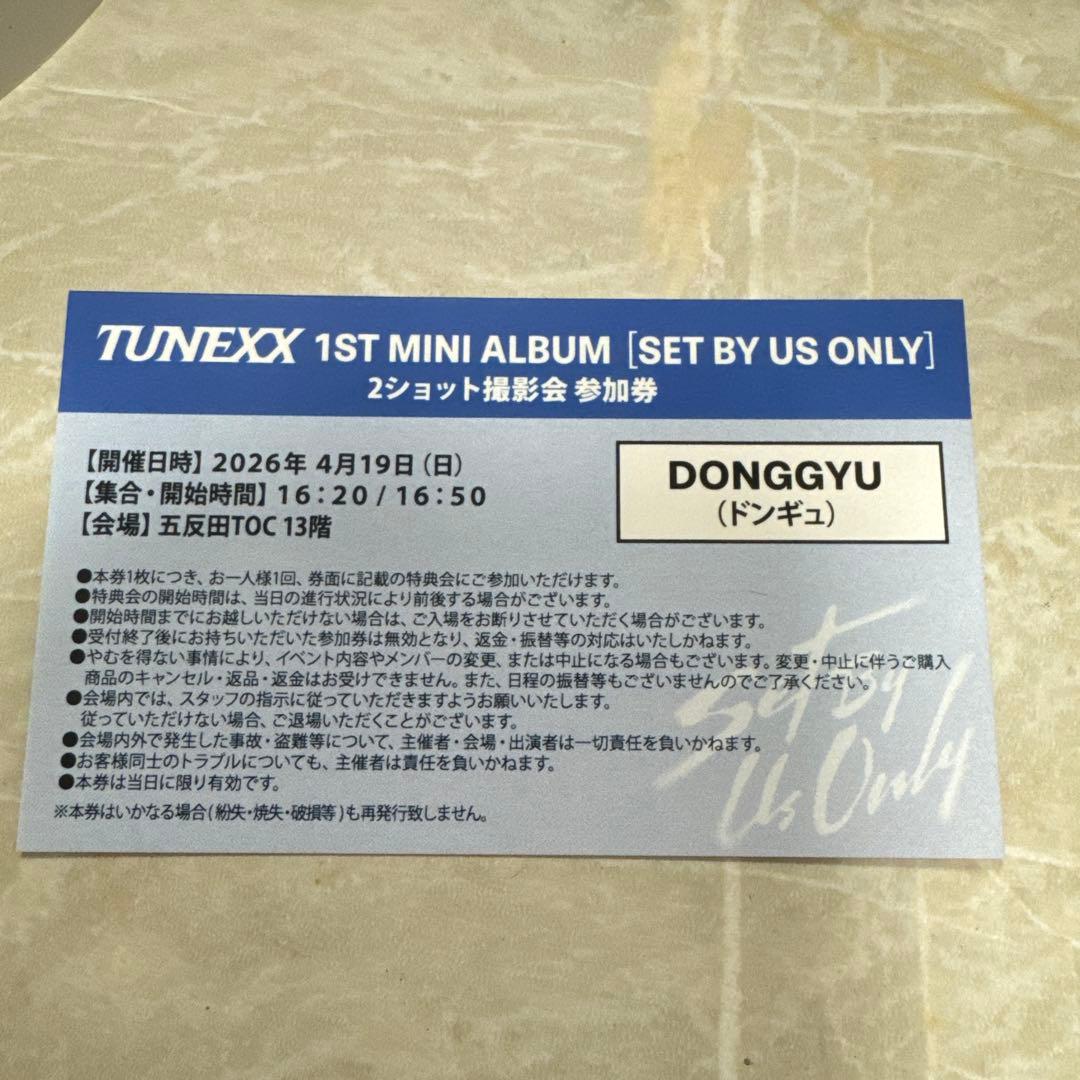 TUNEXX 1ST MINI ALBUM [SET BY US ONLY]
2ショット撮影会 参加券
【開催日時】2026年 4月19日(日)
【集合・開始時間】16:20 / 16:50
【会場】五反田TOC 13階
DONGGYU
(ドンギュ)
●本券1枚につき、お一人様1回、券面に記載の特典会にご参加いただけます。
●特典会の開始時間は、当日の進行状況により前後する場合がございます。
●開始時間までにお越しいただけない場合は、ご入場をお断りさせていただく場合がございます。
●受付終了後にお持ちいただいた参加券は無効となり、返金・振替等の対応はいたしかねます。
●やむを得ない事情により、イベント内容やメンバーの変更、または中止になる場合もございます。変更・中止に伴うご購入
商品のキャンセル・返品・返金はお受けできません。また、日程の振替等もございませんのでご了承ください。
●会場内では、スタッフの指示に従っていただきますようお願いいたします。
従っていただけない場合、ご退場いただくことがございます。
●会場内外で発生した事故・盗難等について、主催者・会場・出演者は一切責任を負いかねます。
●お客様同士のトラブルについても、主催者は責任を負いかねます。
●本券は当日に限り有効です。
※本券はいかなる場合(紛失・焼失・破損等)も再発行致しません。
Set by
Us Only